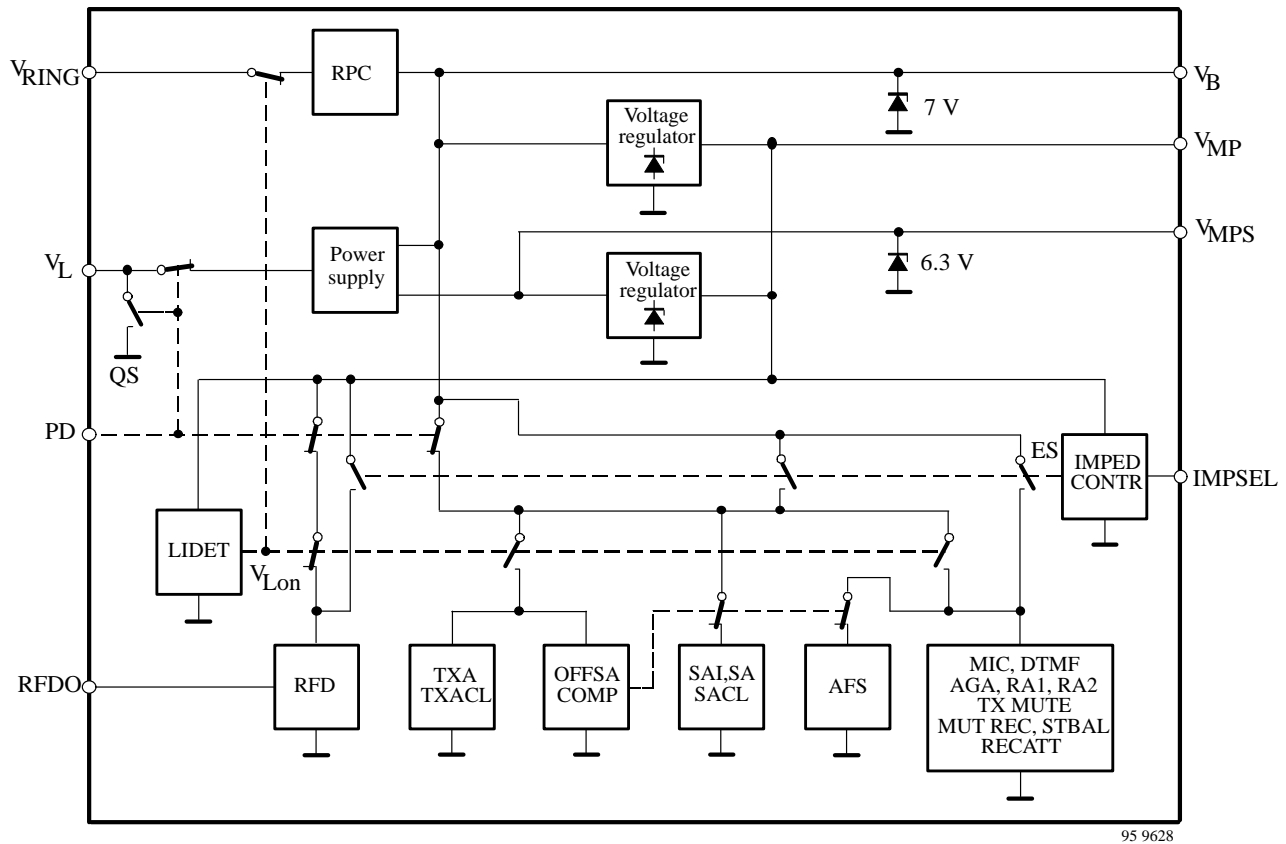 VRING
RPC
VB
7 V
Voltage
regulator
VMP
VL
Power
supply
VMPS
6.3 V
Voltage
regulator
QS
PD
ES
IMPED
CONTR
IMPSEL
LIDET
VLon
RFDO
RFD
TXA
TXACL
OFFSA
COMP
SAI,SA
SACL
AFS
MIC, DTMF
AGA, RA1, RA2
TX MUTE
MUT REC, STBAL
RECATT
95 9628